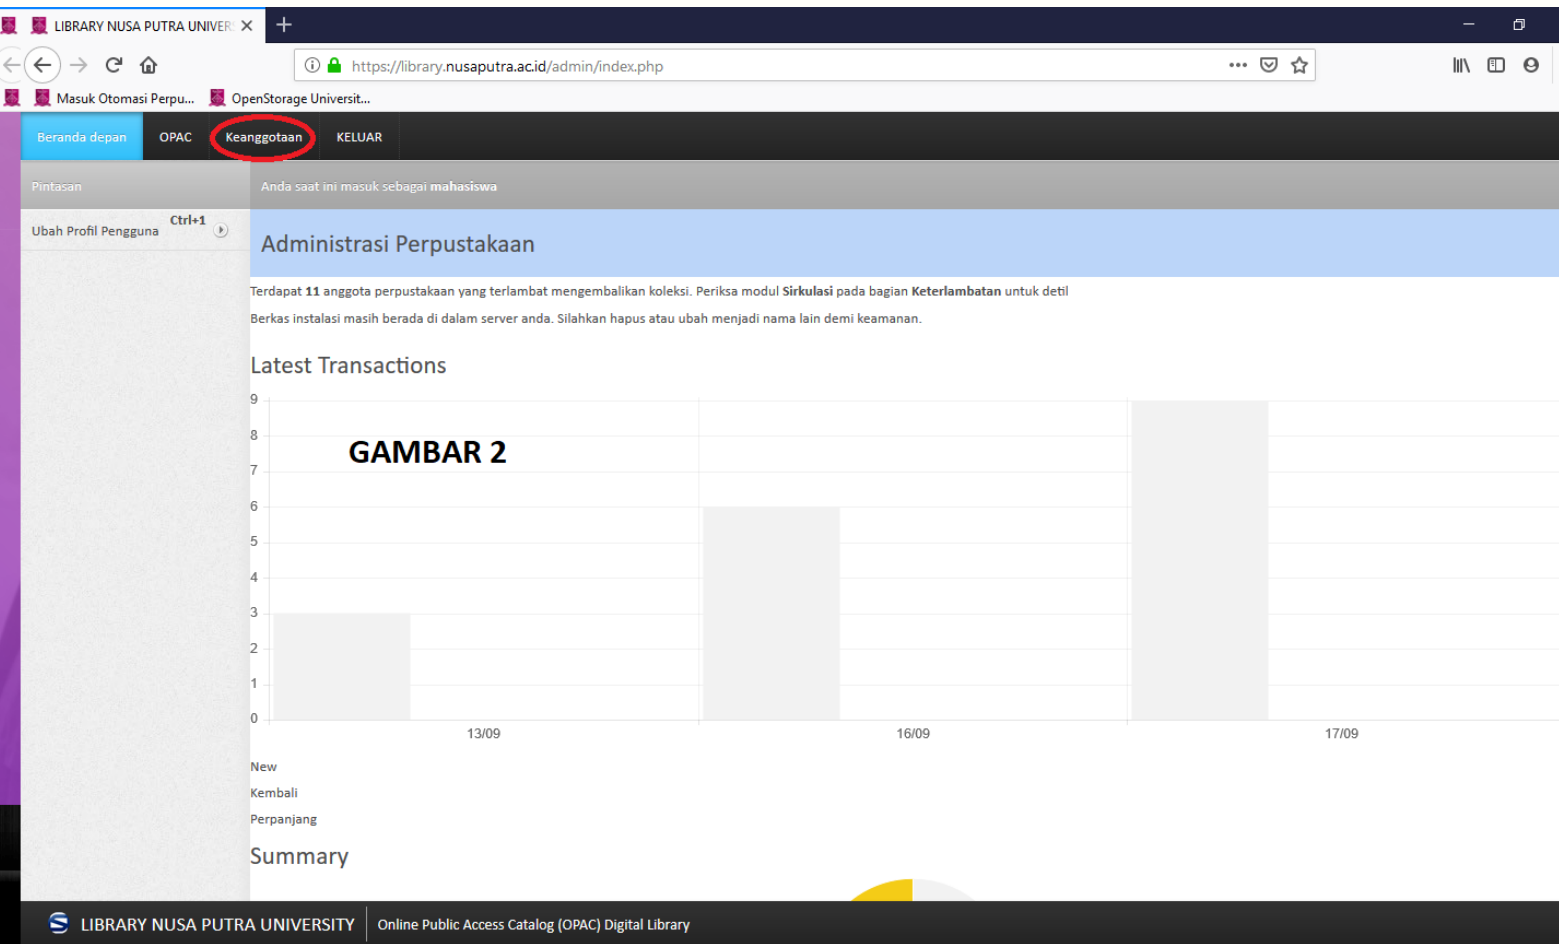 LIBRARY NUSA PUTRA UNIVER
https://library.nusaputra.ac.id/admin/index.php
Masuk Otomasi Perpu... OpenStorage Universit...
Beranda depan OPAC Keanggotaan KELUAR
Pintasan Anda saat ini masuk sebagai mahasiswa
Ubah Profil Pengguna Ctrl+1
Administrasi Perpustakaan
Terdapat 11 anggota perpustakaan yang terlambat mengembalikan koleksi. Periksa modul Sirkulasi pada bagian Keterlambatan untuk detil
Berkas instalasi masih berada di dalam server anda. Silahkan hapus atau ubah menjadi nama lain demi keamanan.
Latest Transactions
9
8
GAMBAR 2
7
6
5
4
3
2
1
0
13/09 16/09 17/09
New
Kembali
Perpanjang
Summary
LIBRARY NUSA PUTRA UNIVERSITY Online Public Access Catalog (OPAC) Digital Library